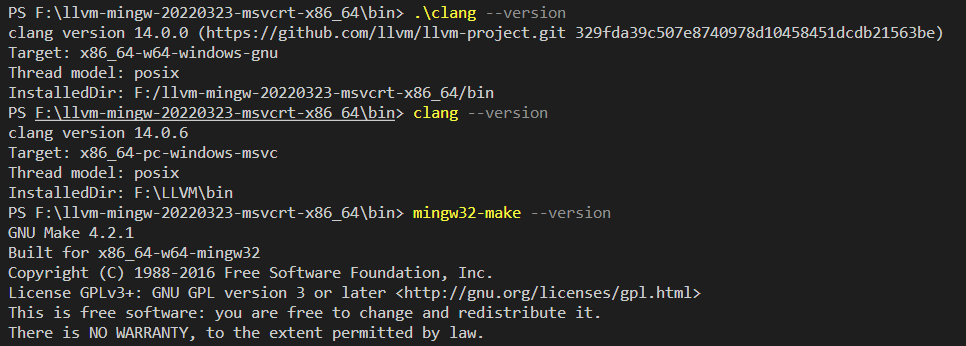 PS F:\llvm-mingw-20220323-msvcrt-x86_64\bin> .\clang --version
clang version 14.0.0 (https://github.com/llvm/llvm-project.git 329fda39c507e8740978d10458451dcdb21563be)
Target: x86_64-w64-windows-gnu
Thread model: posix
InstalledDir: F:/llvm-mingw-20220323-msvcrt-x86_64/bin
PS F:\llvm-mingw-20220323-msvcrt-x86_64\bin> clang --version
clang version 14.0.6
Target: x86_64-pc-windows-msvc
Thread model: posix
InstalledDir: F:\LLVM\bin
PS F:\llvm-mingw-20220323-msvcrt-x86_64\bin> mingw32-make --version
GNU Make 4.2.1
Built for x86_64-w64-mingw32
Copyright (C) 1988-2016 Free Software Foundation, Inc.
License GPLv3+: GNU GPL version 3 or later <http://gnu.org/licenses/gpl.html>
This is free software: you are free to change and redistribute it.
There is NO WARRANTY, to the extent permitted by law.